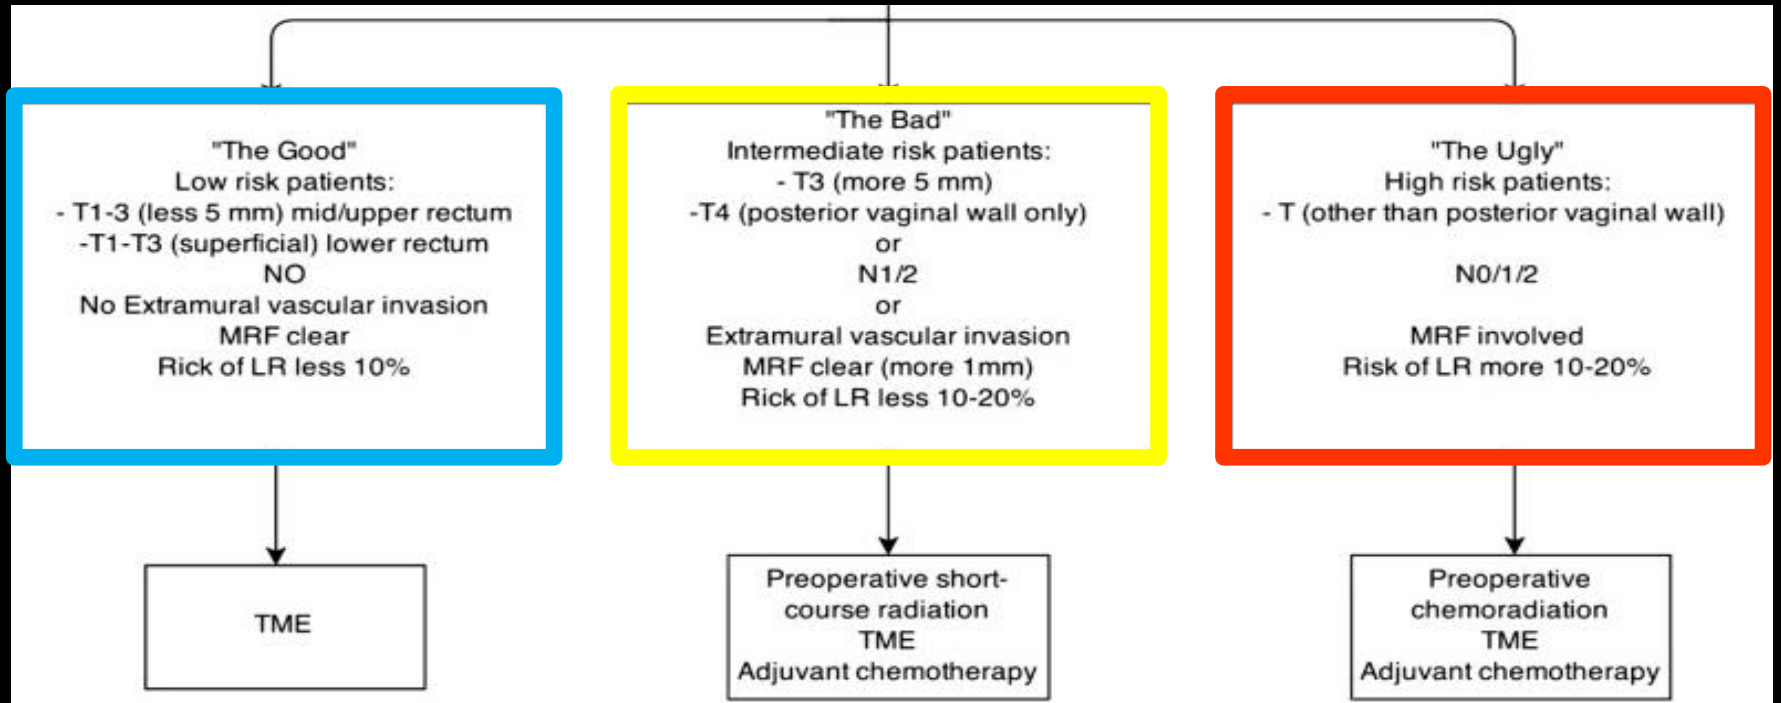 "The Good"
Low risk patients:
- T1-3 (less 5 mm) mid/upper rectum
-T1-T3 (superficial) lower rectum
NO
No Extramural vascular invasion
MRF clear
Rick of LR less 10%
TME
"The Bad"
Intermediate risk patients:
- T3 (more 5 mm)
-T4 (posterior vaginal wall only)
or
N1/2
or
Extramural vascular invasion
MRF clear (more 1mm)
Rick of LR less 10-20%
Preoperative short-
course radiation
TME
Adjuvant chemotherapy
"The Ugly"
High risk patients:
- T (other than posterior vaginal wall)
N0/1/2
MRF involved
Risk of LR more 10-20%
Preoperative
chemoradiation
TME
Adjuvant chemotherapy